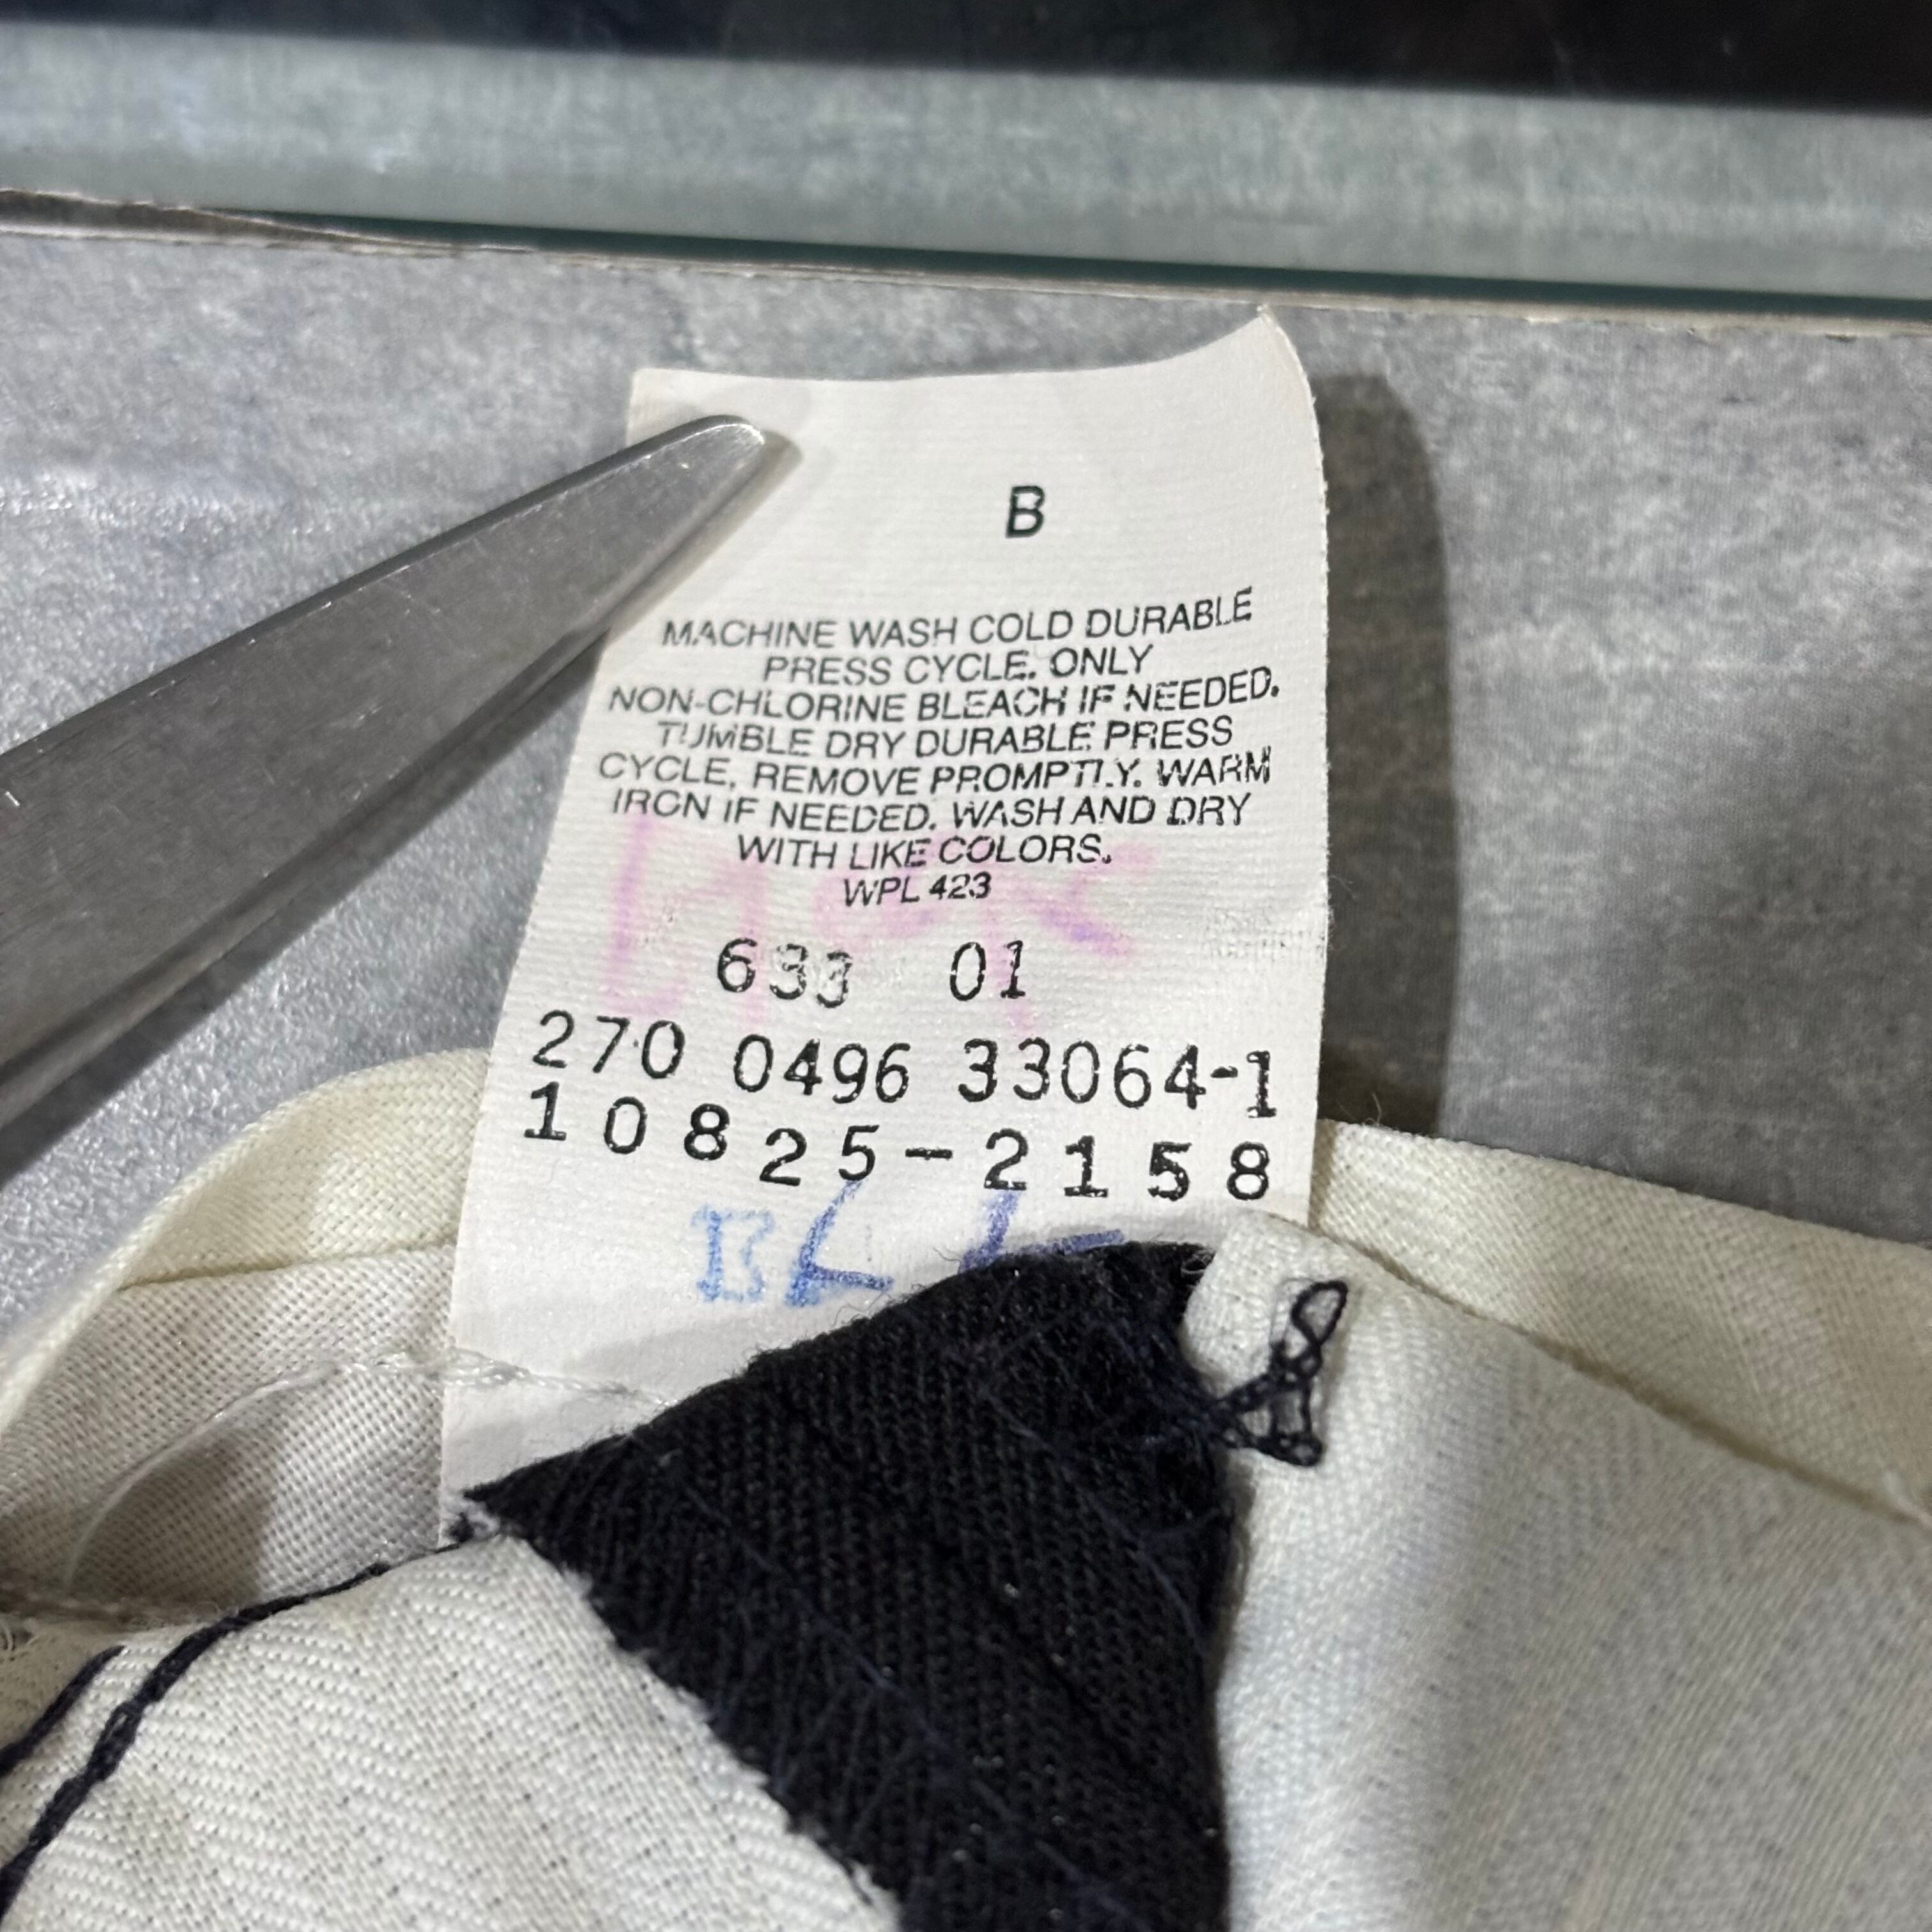 B
MACHINE WASH COLD DURABLE
PRESS CYCLE. ONLY
NON-CHLORINE BLEACH IF NEEDED.
TUMBLE DRY DURABLE PRESS
CYCLE, REMOVE PROMPTLY. WARM
IRON IF NEEDED. WASH AND DRY
WITH LIKE COLORS.
WPL 423
633 01
270 0496 33064-1
10825-2158